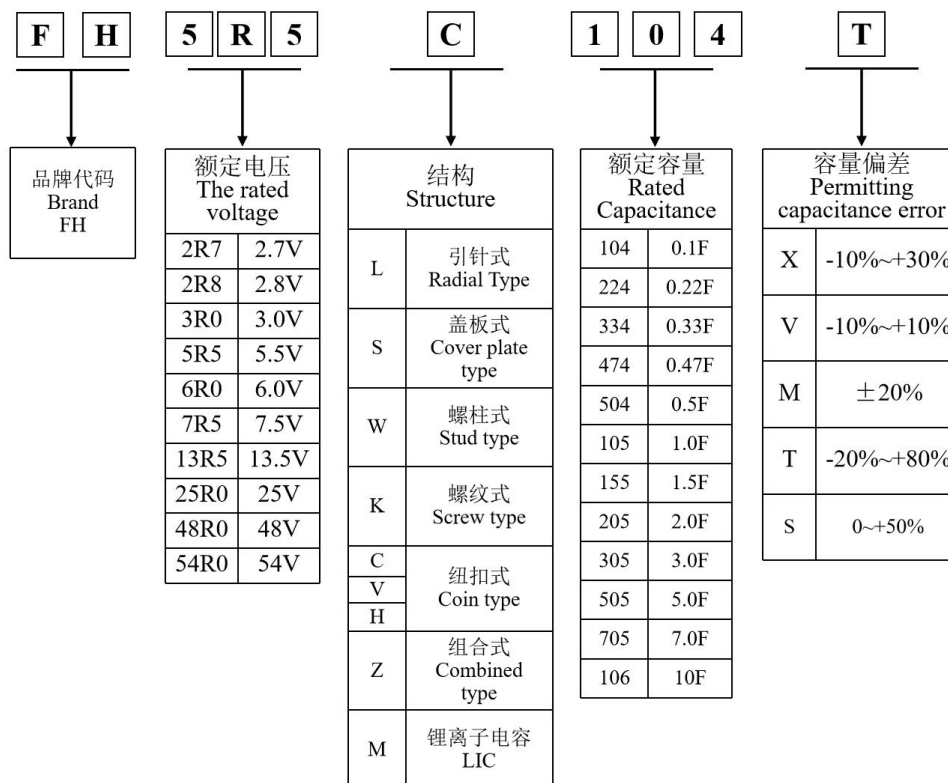 F H 5 R 5 C 1 0 4 T
品牌代码
Brand
FH
额定电压
The rated
voltage
2R7 2.7V
2R8 2.8V
3R0 3.0V
5R5 5.5V
6R0 6.0V
7R5 7.5V
13R5 13.5V
25R0 25V
48R0 48V
54R0 54V
结构
Structure
L 引针式
Radial Type
S 盖板式
Cover plate
type
W 螺柱式
Stud type
K 螺纹式
Screw type
C
V
H
纽扣式
Coin type
Z 组合式
Combined
type
M 锂离子电容
LIC
额定容量
Rated
Capacitance
104 0.1F
224 0.22F
334 0.33F
474 0.47F
504 0.5F
105 1.0F
155 1.5F
205 2.0F
305 3.0F
505 5.0F
705 7.0F
106 10F
容量偏差
Permitting
capacitance error
X -10%~+30%
V -10%~+10%
M ±20%
T -20%~+80%
S 0~+50%